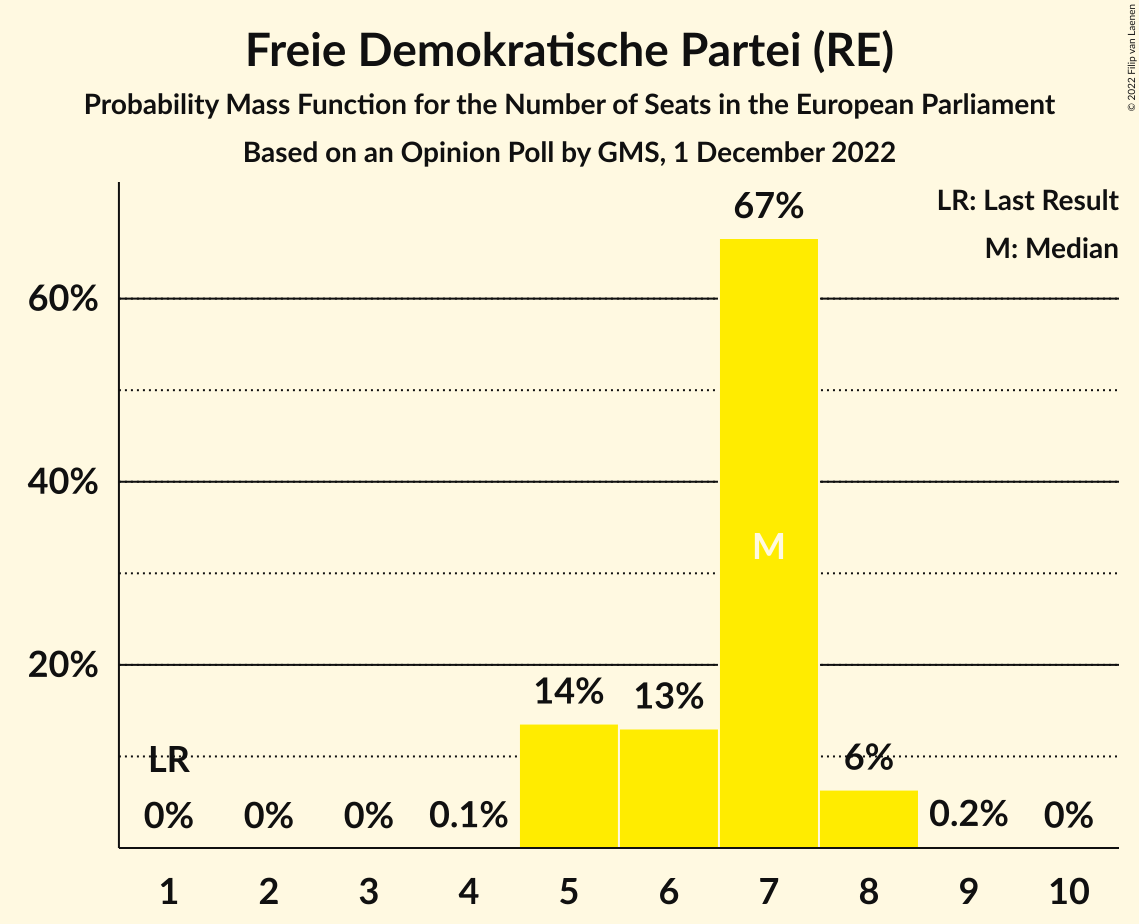 Freie Demokratische Partei (RE)
Probability Mass Function for the Number of Seats in the European Parliament
Based on an Opinion Poll by GMS, 1 December 2022
© 2022 Filip van Laenen
LR: Last Result
M: Median
67%
60%
40%
M
20%
14%
13%
LR
6%
0%
0%
0%
0.1%
0.2%
0%
1 2 3 4 5 6 7 8 9 10